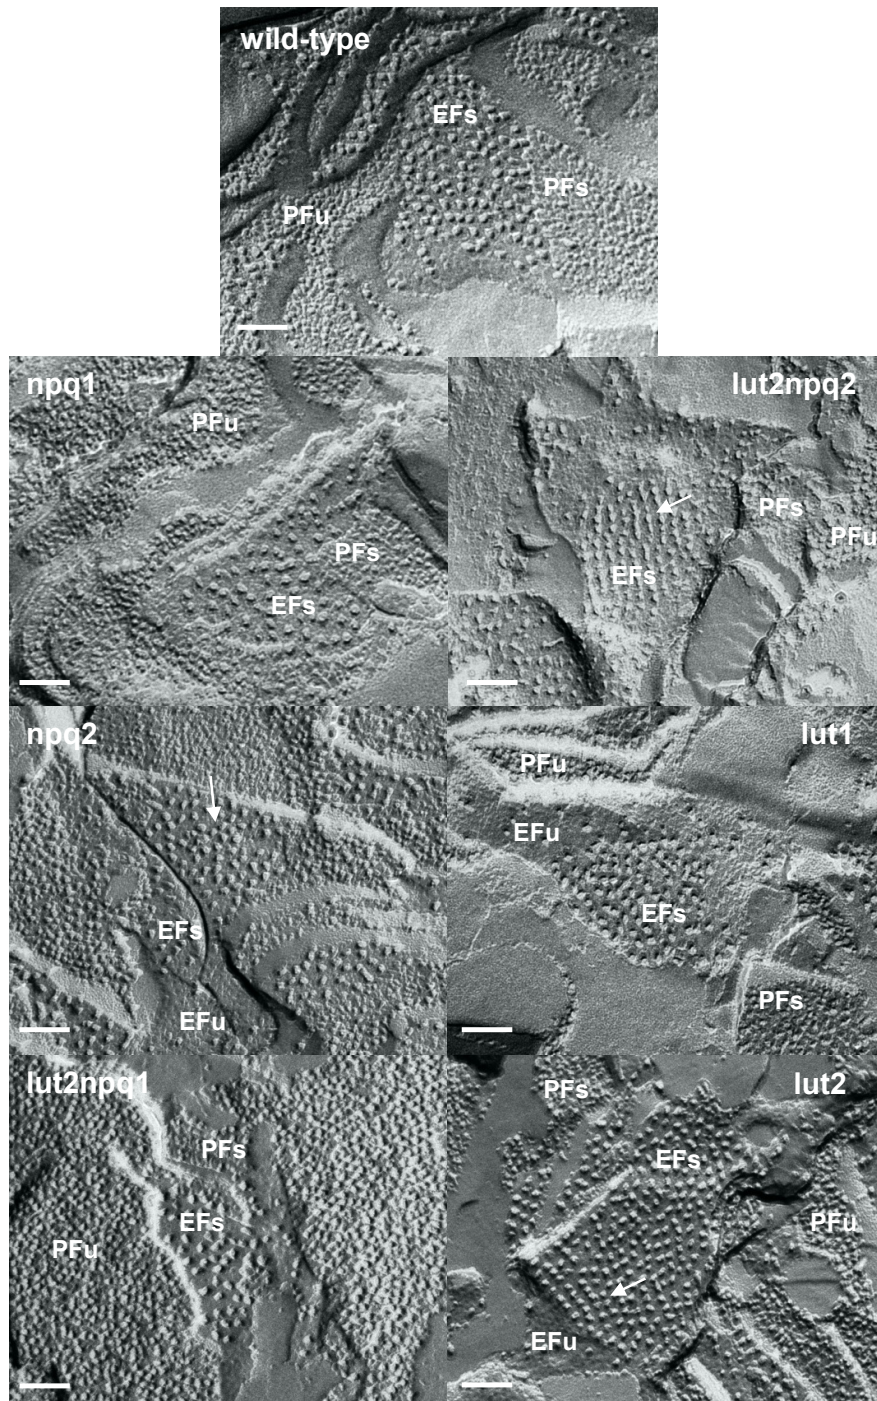 wild-type
EFs
PFs
PFu
npq1
PFu
PFs
EFs
lut2npq2
PFs
PFu
EFs
npq2
EFs
EFu
lut1
PFu
EFu
EFs
PFs
lut2npq1
PFs
EFs
PFu
lut2
PFs
EFs
PFu
EFu